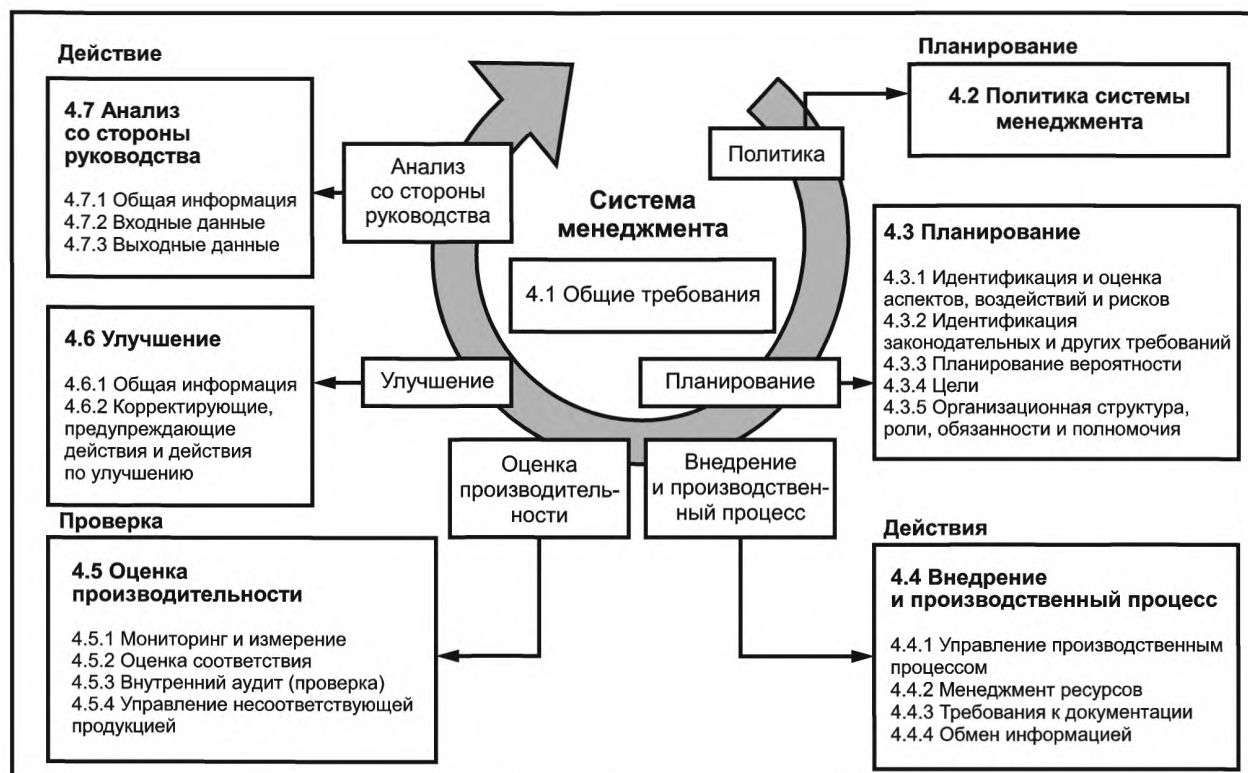 Действие
4.7 Анализ
со стороны
руководства
4.7.1 Общая информация
4.7.2 Входные данные
4.7.3 Выходные данные
Анализ
со стороны
руководства
Система
менеджмента
4.1 Общие требования
Политика
Планирование
4.2 Политика системы
менеджмента
4.3 Планирование
4.3.1 Идентификация и оценка
аспектов, воздействий и рисков
4.3.2 Идентификация
законодательных и других требований
4.3.3 Планирование вероятности
4.3.4 Цели
4.3.5 Организационная структура,
роли, обязанности и полномочия
4.6 Улучшение
4.6.1 Общая информация
4.6.2 Корректирующие,
предупреждающие
действия и действия
по улучшению
Улучшение
Планирование
Оценка
производитель-
ности
Внедрение
и производствен-
ный процесс
Проверка
4.5 Оценка
производительности
4.5.1 Мониторинг и измерение
4.5.2 Оценка соответствия
4.5.3 Внутренний аудит (проверка)
4.5.4 Управление несоответствующей
продукцией
Действия
4.4 Внедрение
и производственный процесс
4.4.1 Управление производственным
процессом
4.4.2 Менеджмент ресурсов
4.4.3 Требования к документации
4.4.4 Обмен информацией